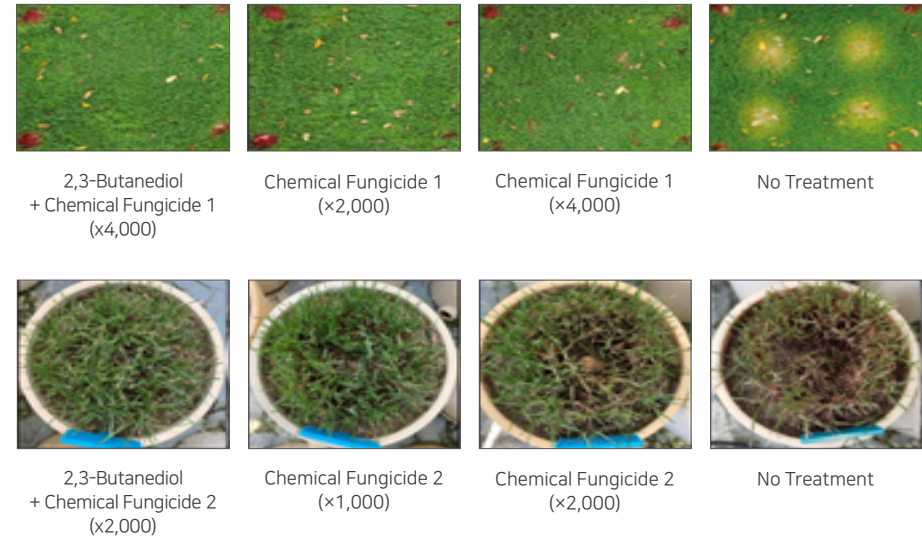 2,3-Butanediol
+ Chemical Fungicide 1
(x4,000)
Chemical Fungicide 1
(×2,000)
Chemical Fungicide 1
(×4,000)
No Treatment
2,3-Butanediol
+ Chemical Fungicide 2
(x2,000)
Chemical Fungicide 2
(×1,000)
Chemical Fungicide 2
(×2,000)
No Treatment